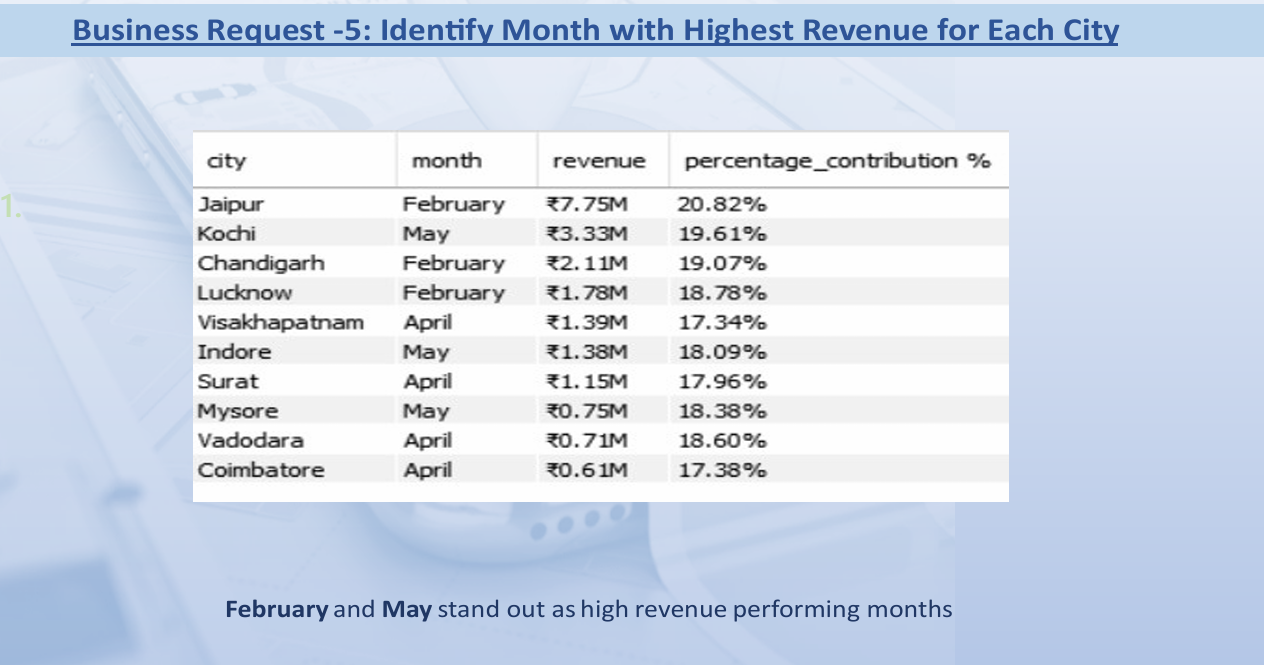 Business Request -5: Identify Month with Highest Revenue for Each City
city month revenue percentage_contribution %
1.
Jaipur February ₹7.75M 20.82%
Kochi May ₹3.33M 19.61%
Chandigarh February ₹2.11M 19.07%
Lucknow February ₹1.78M 18.78%
Visakhapatnam April ₹1.39M 17.34%
Indore May ₹1.38M 18.09%
Surat April ₹1.15M 17.96%
Mysore May ₹0.75M 18.38%
Vadodara April ₹0.71M 18.60%
Coimbatore April ₹0.61M 17.38%
February and May stand out as high revenue performing months